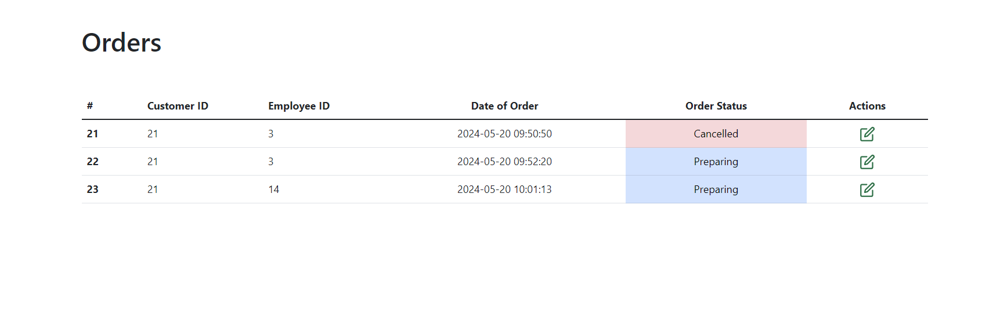 Orders
# Customer ID Employee ID Date of Order Order Status Actions
21 21 3 2024-05-20 09:50:50 Cancelled
22 21 3 2024-05-20 09:52:20 Preparing
23 21 14 2024-05-20 10:01:13 Preparing